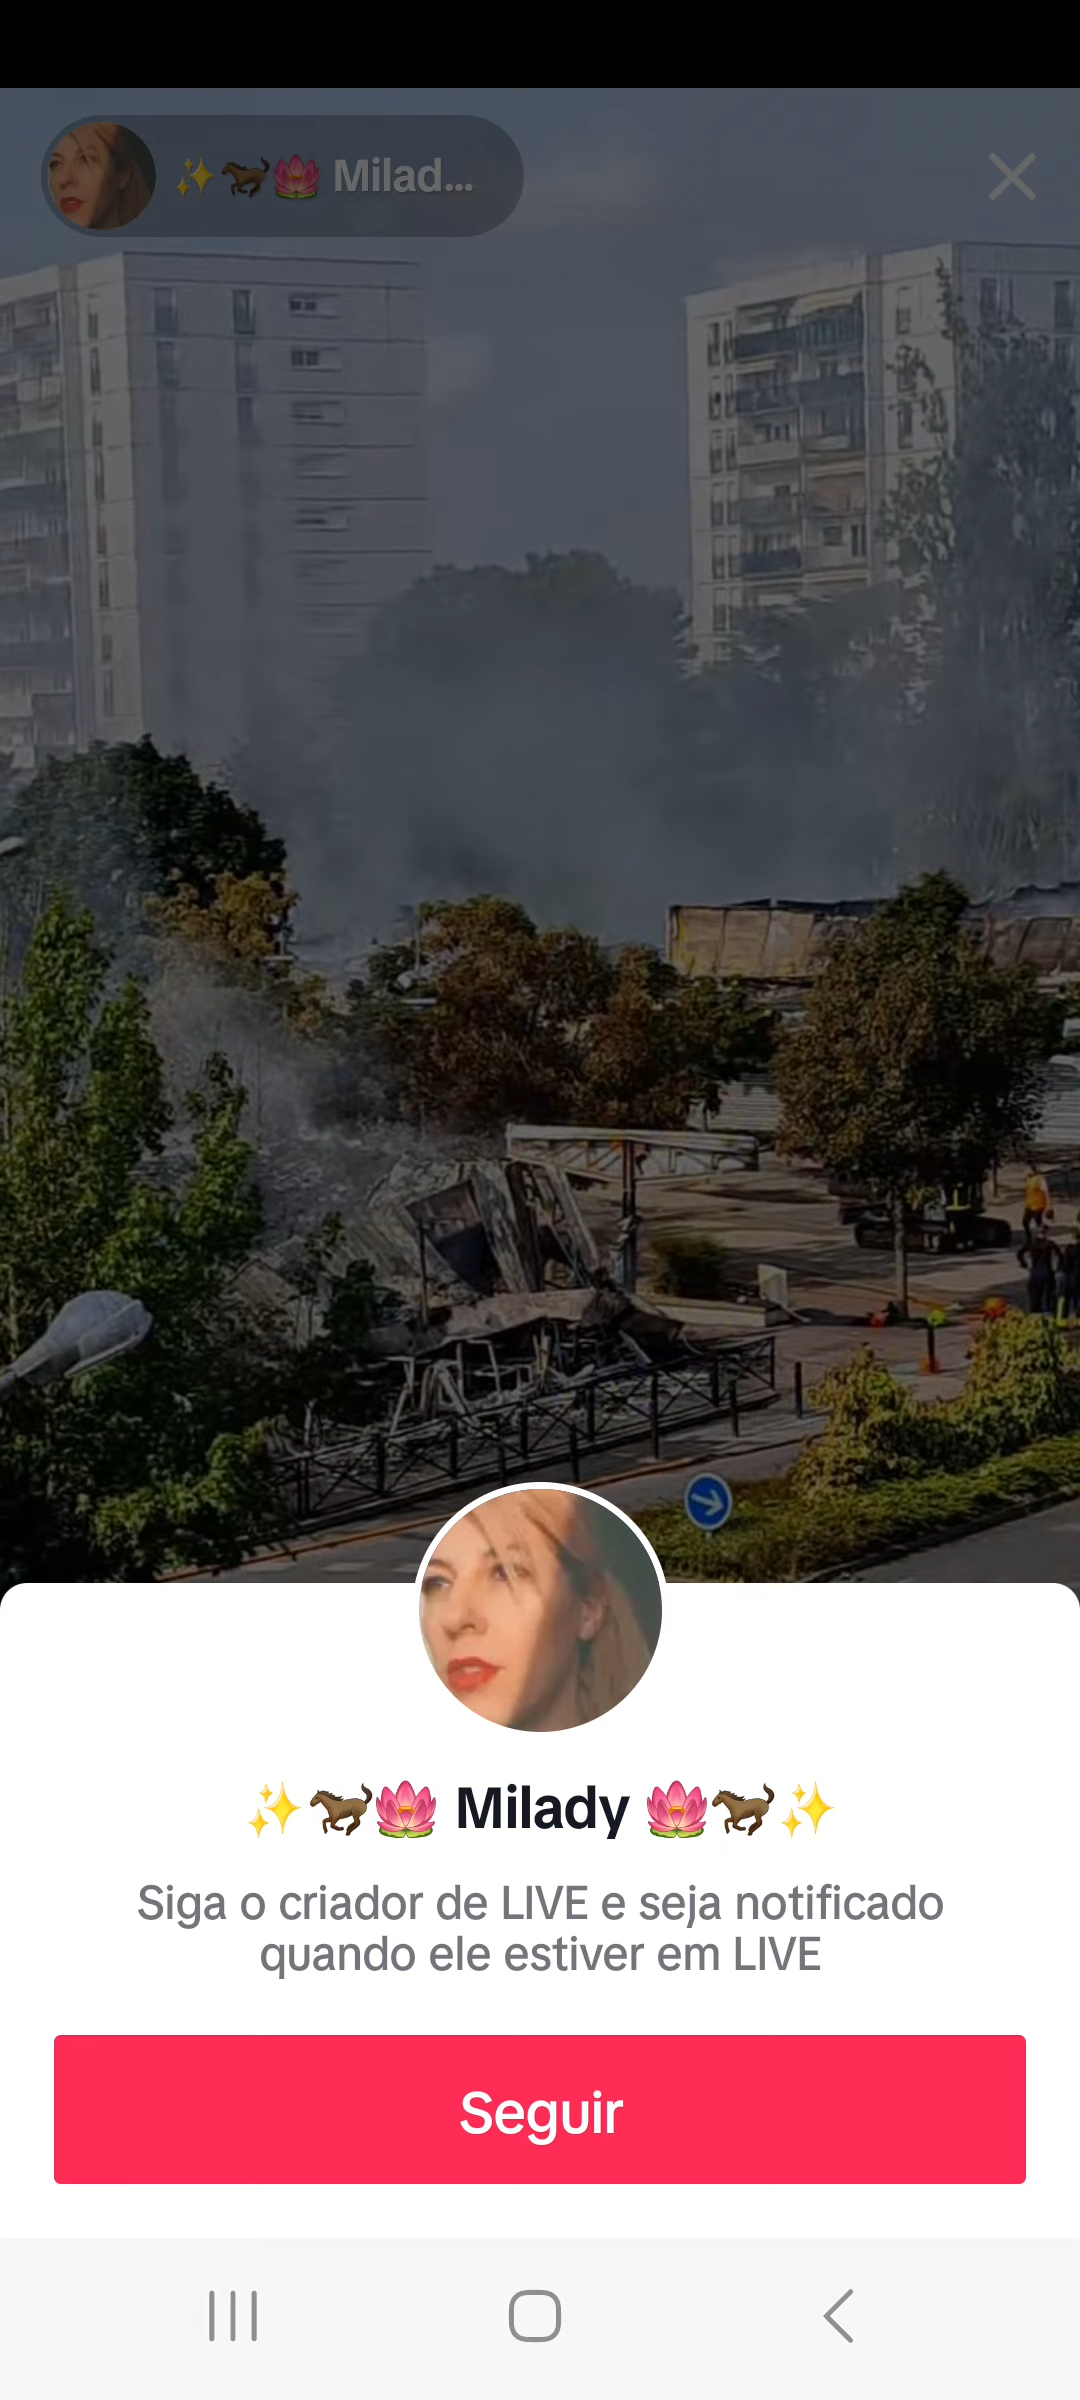 ✨🐎🪷 Milad...
✨🐎🪷 Milady 🪷🐎✨
Siga o criador de LIVE e seja notificado
quando ele estiver em LIVE
Seguir